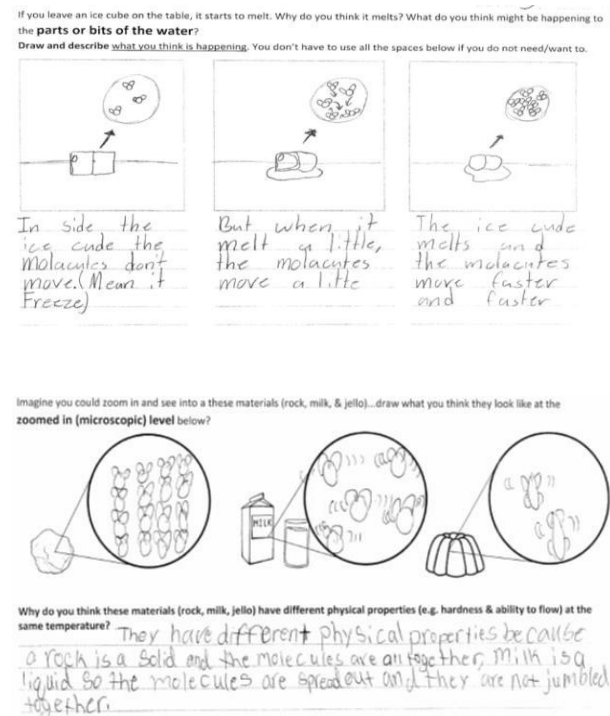 If you leave an ice cube on the table, it starts to melt. Why do you think it melts? What do you think might be happening to
the parts or bits of the water?
Draw and describe what you think is happening. You don't have to use all the spaces below if you do not need/want to.
In side the
ice cude the
molacules don't
move.(Mean it
Freeze)
But when it
melt a little,
the molacutes
move a little
The ice cude
melts and
the molacutes
move faster
and faster
Imagine you could zoom in and see into a these materials (rock, milk, & jello)...draw what you think they look like at the
zoomed in (microscopic) level below?
MILK
Why do you think these materials (rock, milk, jello) have different physical properties (e.g. hardness & ability to flow) at the
same temperature? They have different physical properties because
a rock is a solid and the molecules are all together, milk is a
liquid so the molecules are spread out and they are not jumbled
together.